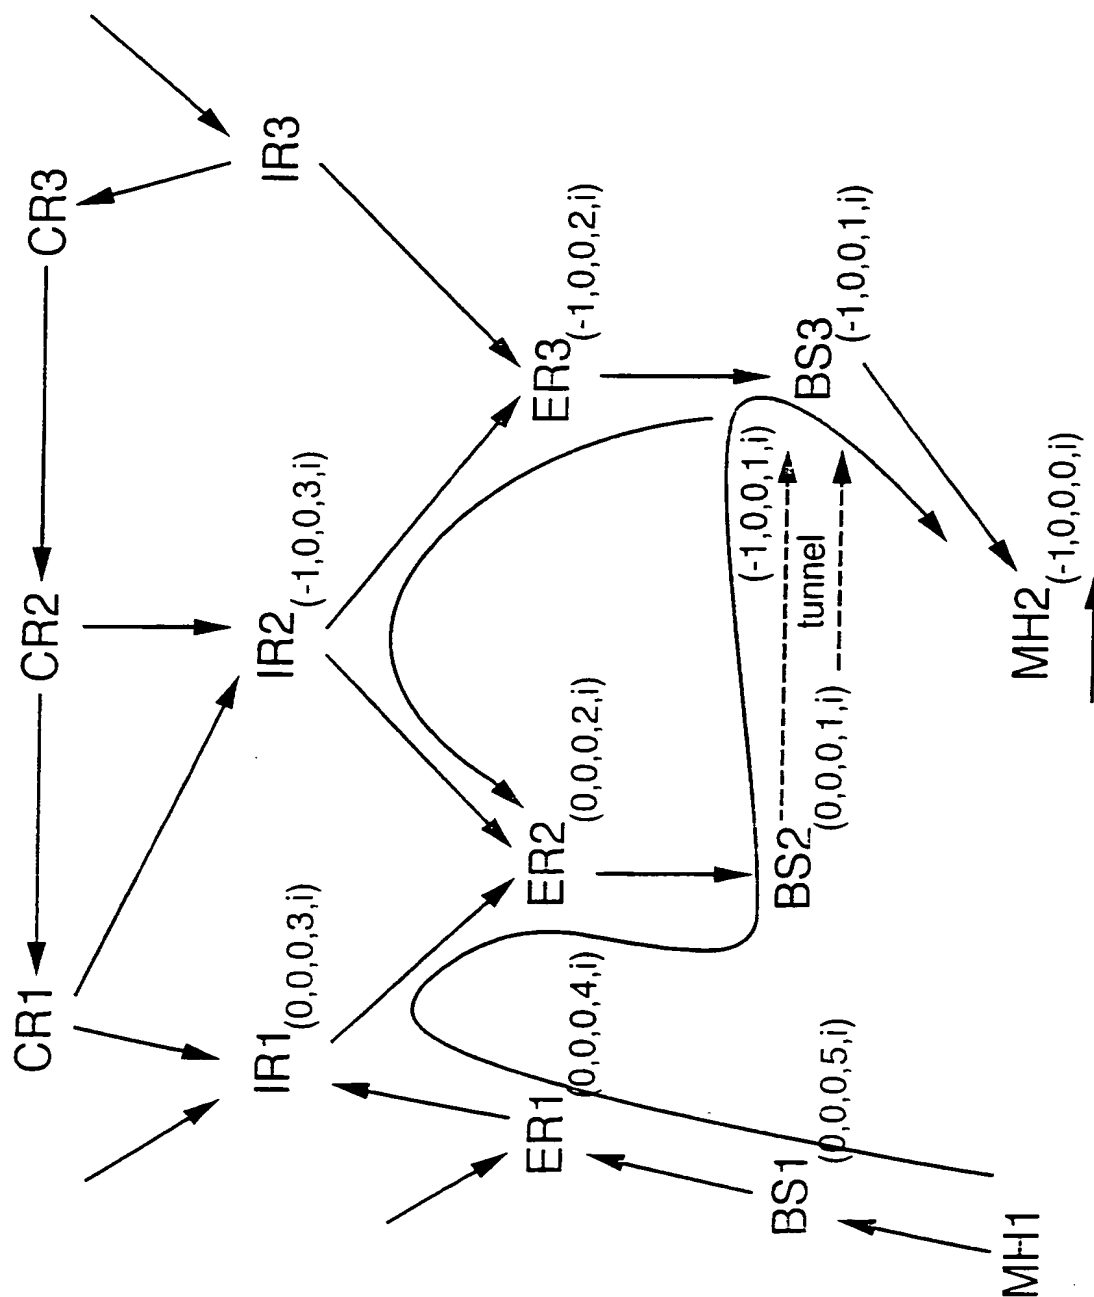 CR1
CR2
CR3
IR1(0,0,0,3,i)
IR2(-1,0,0,3,i)
IR3
ER1(0,0,0,4,i)
ER2(0,0,0,2,i)
ER3(-1,0,0,2,i)
BS1(0,0,0,5,i)
BS2(0,0,0,1,i)
tunnel
(-1,0,0,1,i)
BS3(-1,0,0,1,i)
MH1
MH2(-1,0,0,0,i)